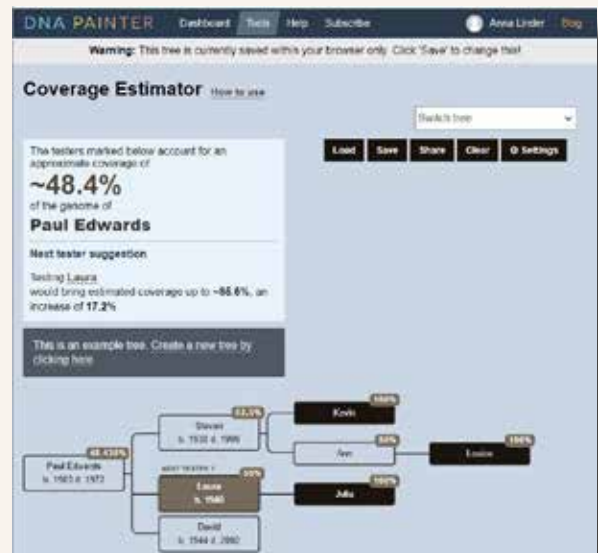 DNA PAINTER Dashboard Tools Help Subscribe Anna Linder Blog
Warning: This tree is currently saved within your browser only. Click 'Save' to change this!
Coverage Estimator How to use
Switch tree
Load Save Share Clear Settings
The testers marked below account for an
approximate coverage of
~48.4%
of the genome of
Paul Edwards
Next tester suggestion
Testing Laura
would bring estimated coverage up to ~65.6%, an
increase of 17.2%
This is an example tree. Create a new tree by
clicking here
100%
Kevin
62.5%
Steven
b. 1938 d.
50%
Ann
100%
Louise
48.438%
Paul Edwards
b. 1903 d. 1972
NEXT TESTER?
50%
Laura
b. 1940
100%
Julia
David
b. 1944 d.